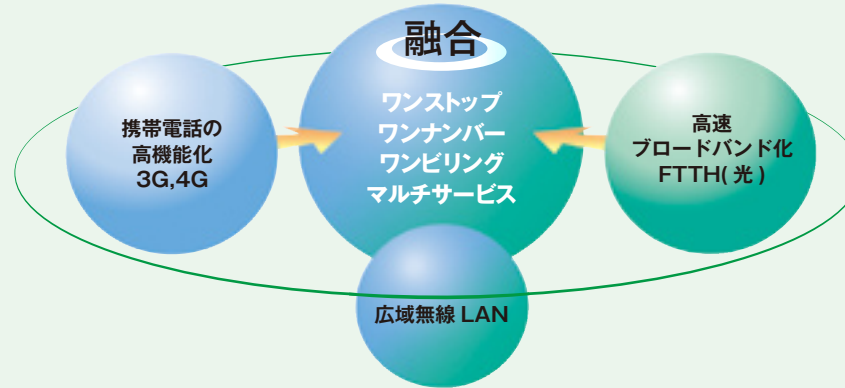 融合
ワンストップ
ワンナンバー
ワンビリング
マルチサービス
携帯電話の
高機能化
3G,4G
高速
ブロードバンド化
FTTH( 光 )
広域無線 LAN